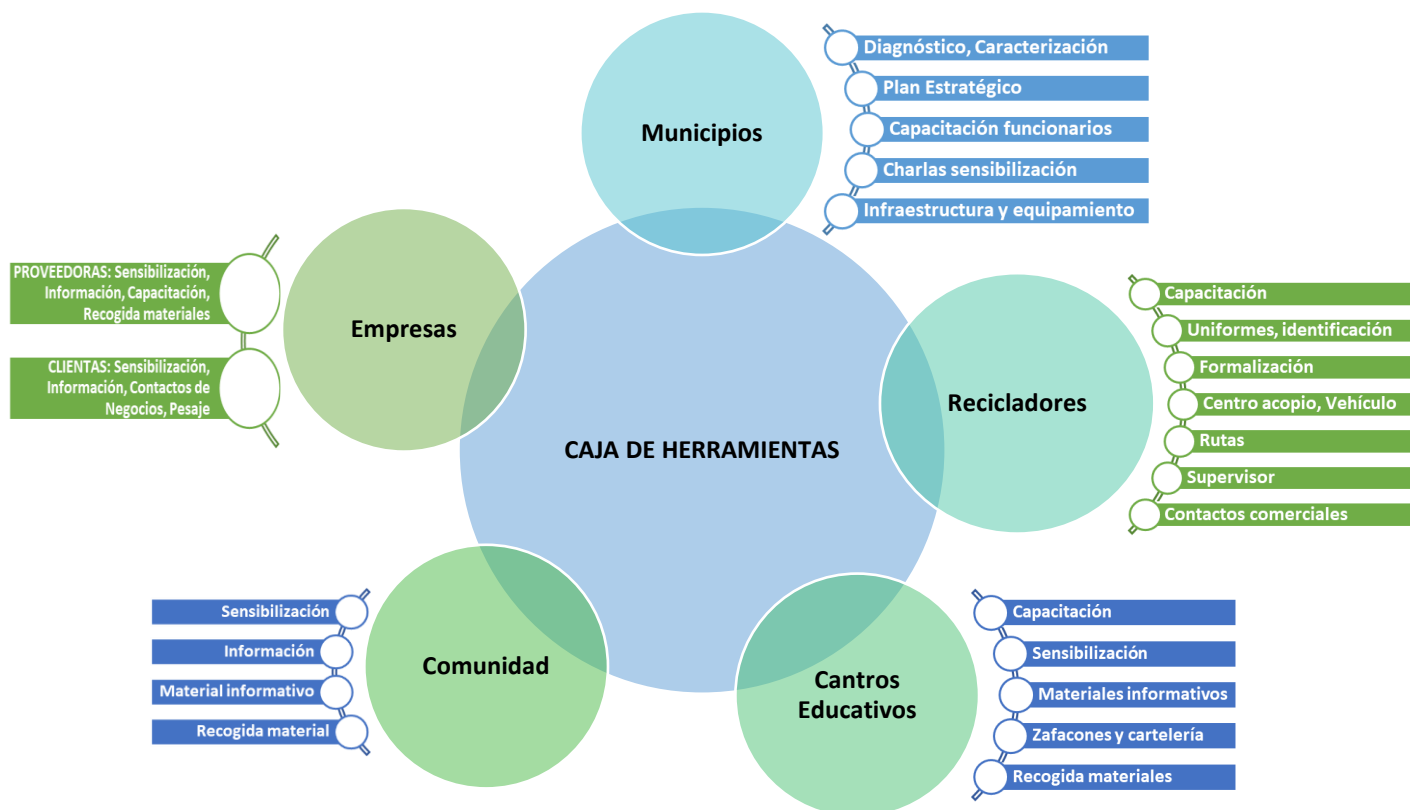 Municipios
Diagnóstico, Caracterización
Plan Estratégico
Capacitación funcionarios
Charlas sensibilización
Infraestructura y equipamiento
PROVEEDORAS: Sensibilización,
Información, Capacitación,
Recogida materiales
CLIENTAS: Sensibilización,
Información, Contactos de
Negocios, Pesaje
Empresas
Recicladores
Capacitación
Uniformes, identificación
Formalización
Centro acopio, Vehículo
Rutas
Supervisor
Contactos comerciales
CAJA DE HERRAMIENTAS
Sensibilización
Información
Material informativo
Recogida material
Comunidad
Cantros
Educativos
Capacitación
Sensibilización
Materiales informativos
Zafacones y cartelería
Recogida materiales